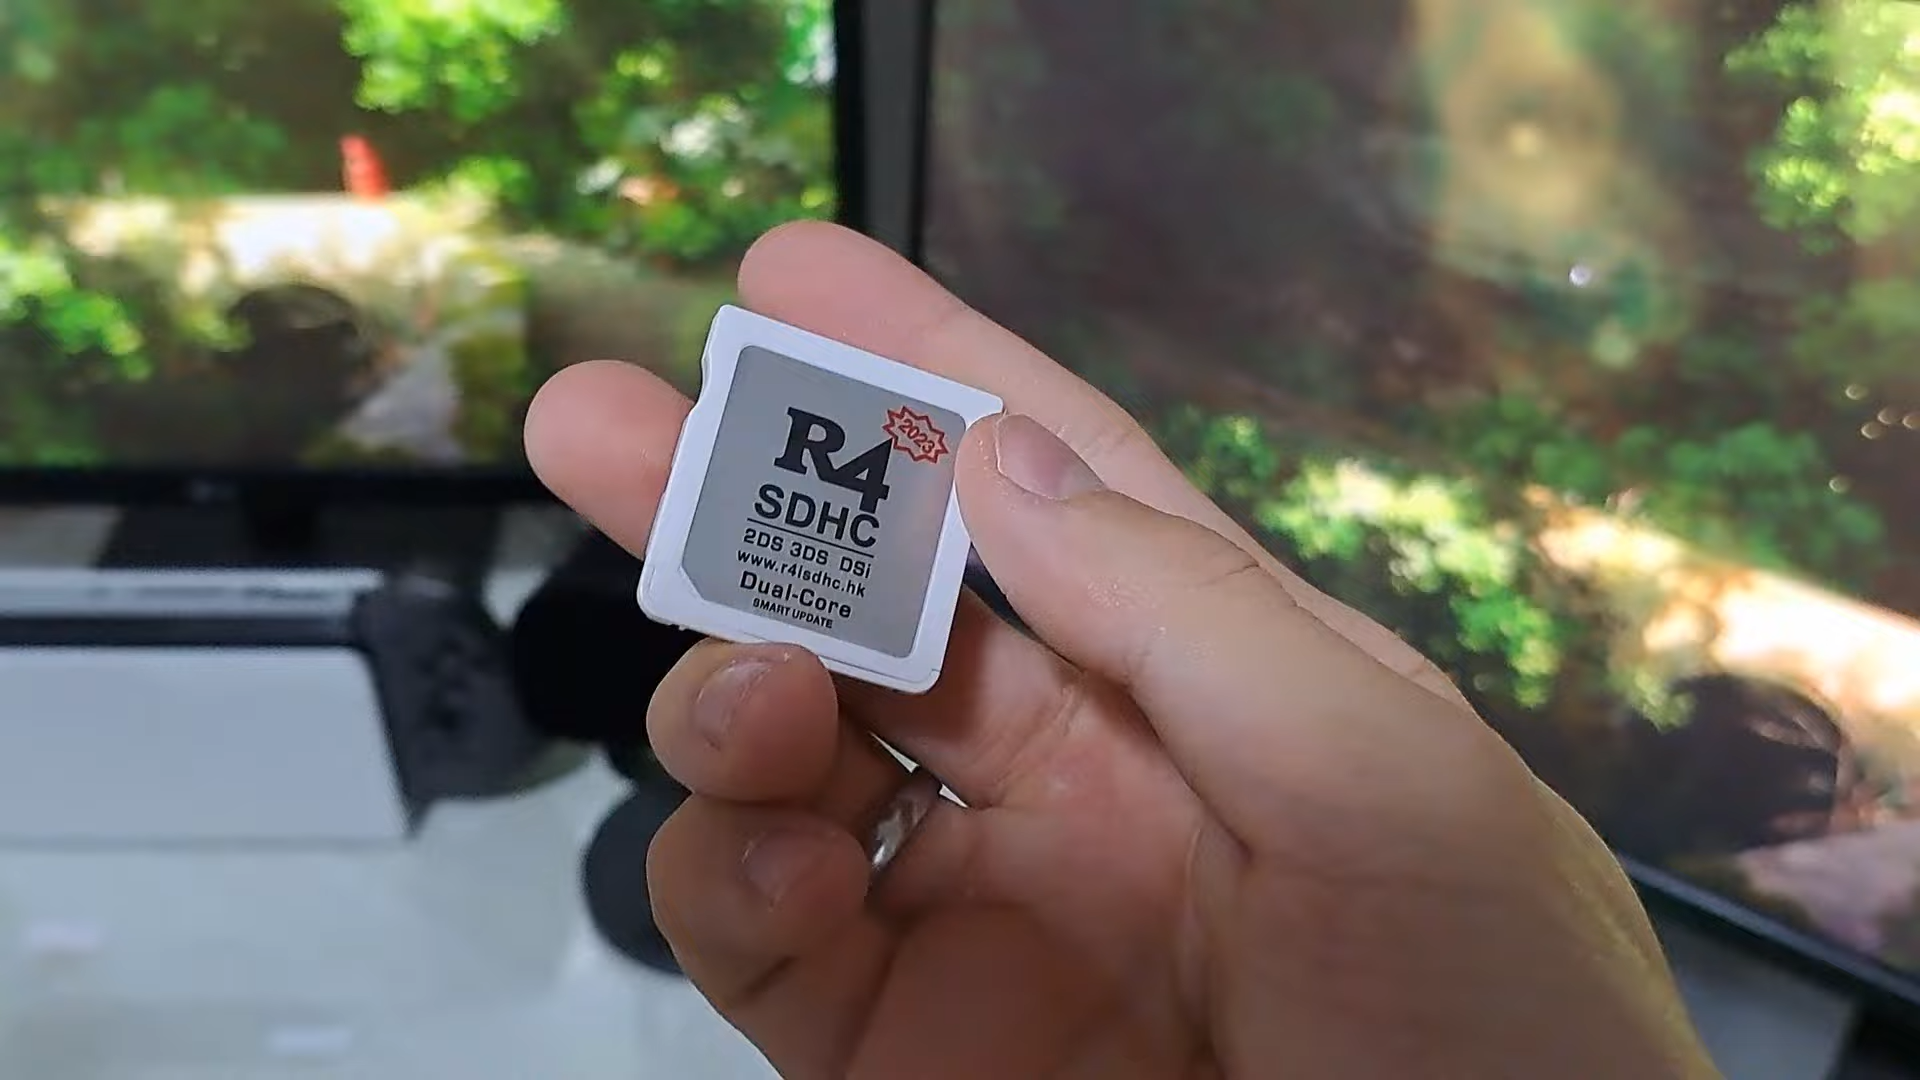 R4
2023
SDHC
2DS 3DS DSi
www.r4isdhc.hk
Dual-Core
SMART UPDATE